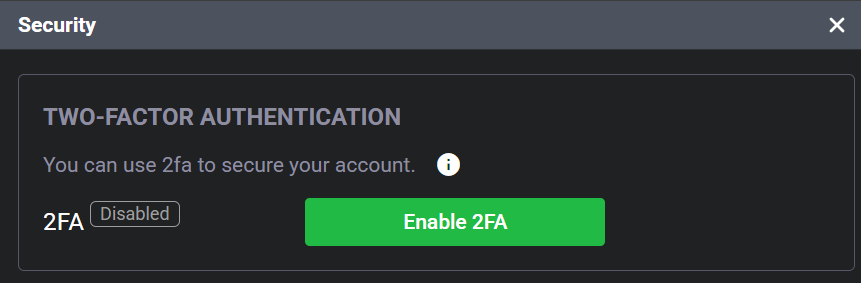 Security
TWO-FACTOR AUTHENTICATION
You can use 2fa to secure your account.
2FA Disabled Enable 2FA